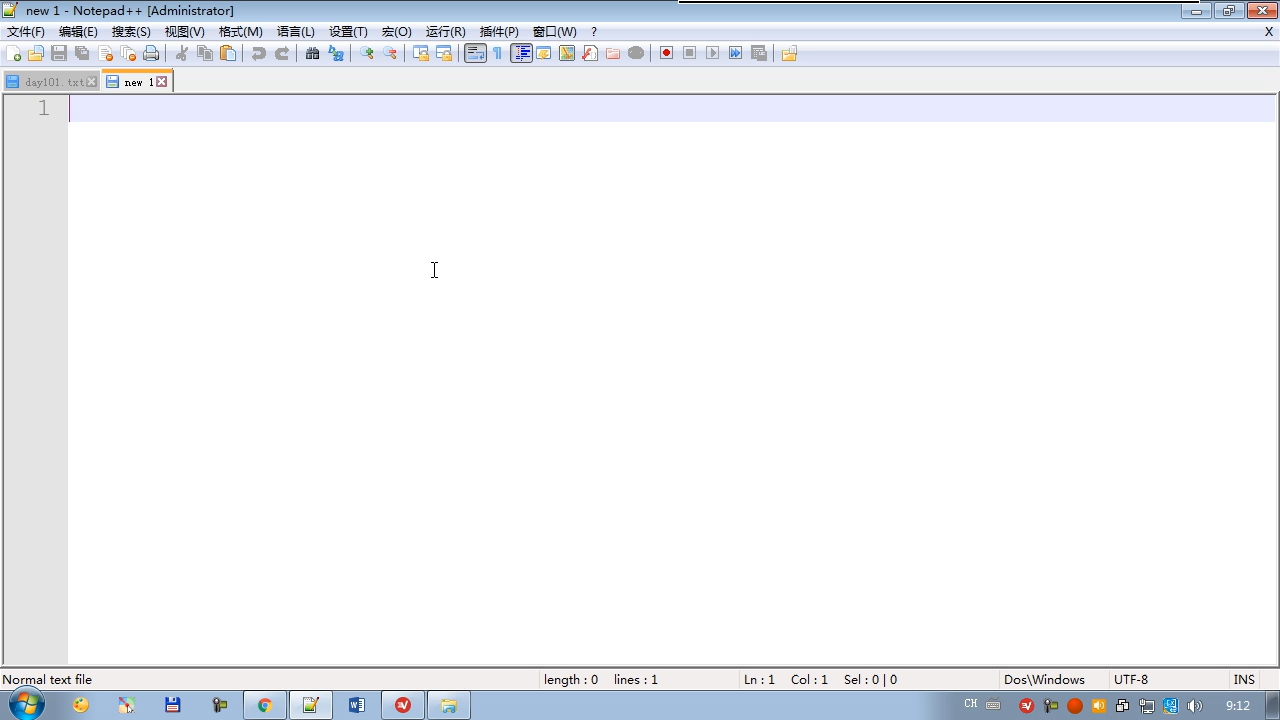 new 1 - Notepad++ [Administrator]
文件(F) 编辑(E) 搜索(S) 视图(V) 格式(M) 语言(L) 设置(T) 宏(O) 运行(R) 插件(P) 窗口(W) ? X
day101.txt new 1
1
Normal text file length : 0 lines : 1 Ln : 1 Col : 1 Sel : 0 | 0 Dos\Windows UTF-8 INS
CH 9:12